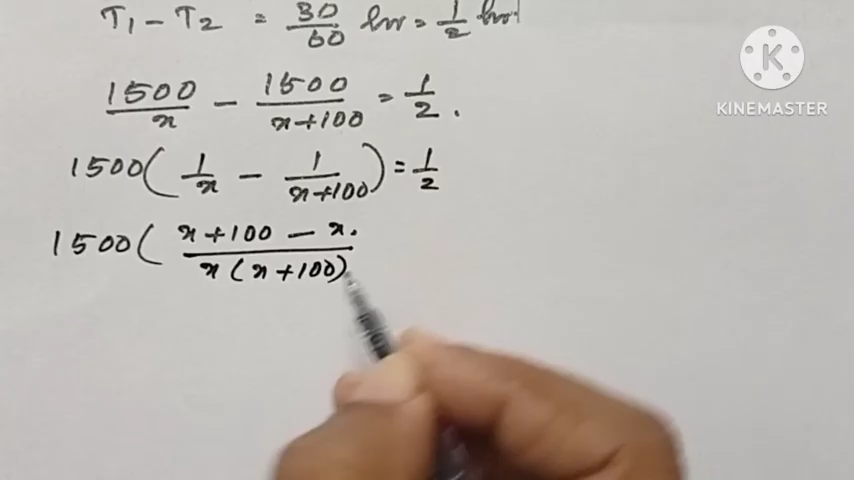 T1 - T2 = 30/60 hr = 1/2 hr
1500/x - 1500/x+100 = 1/2.
1500(1/x - 1/x+100) = 1/2
1500(x+100 - x./x(x+100)
K
KINEMASTER